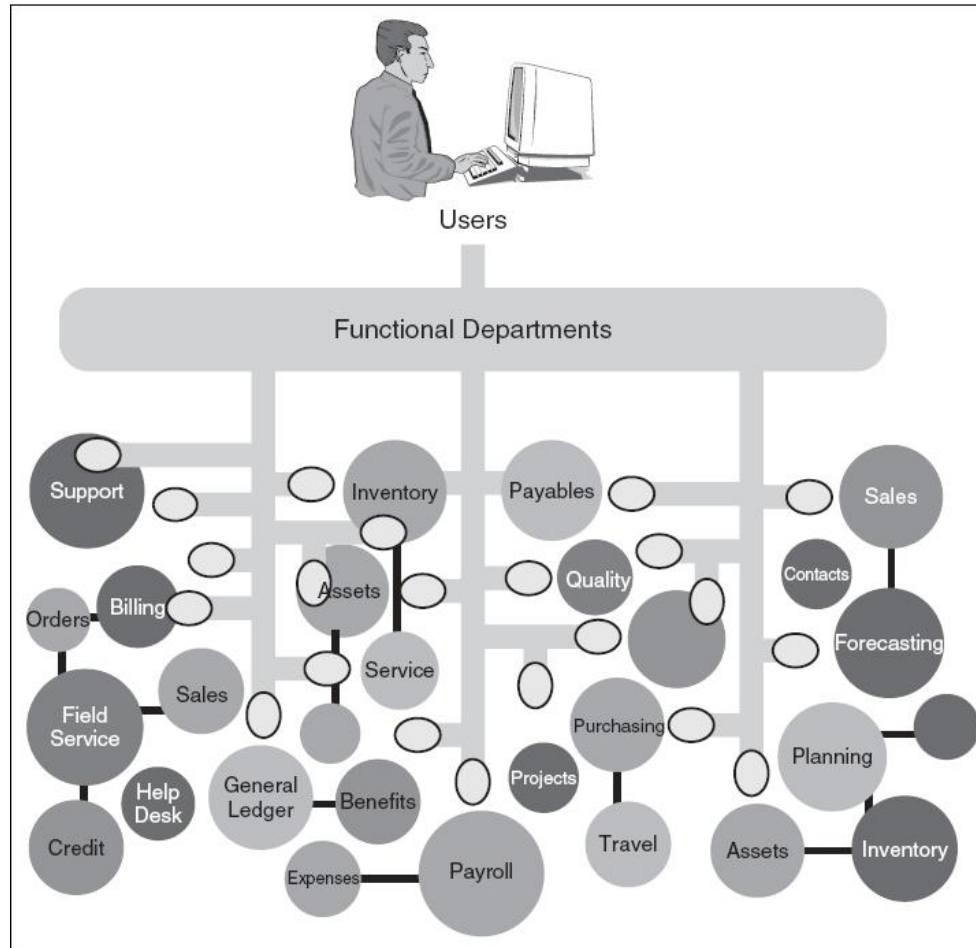 Users
Functional Departments
Support
Inventory
Payables
Sales
Assets
Quality
Contacts
Orders
Billing
Service
Forecasting
Sales
Field
Service
Purchasing
Planning
General
Ledger
Benefits
Projects
Help
Desk
Credit
Travel
Assets
Inventory
Expenses
Payroll